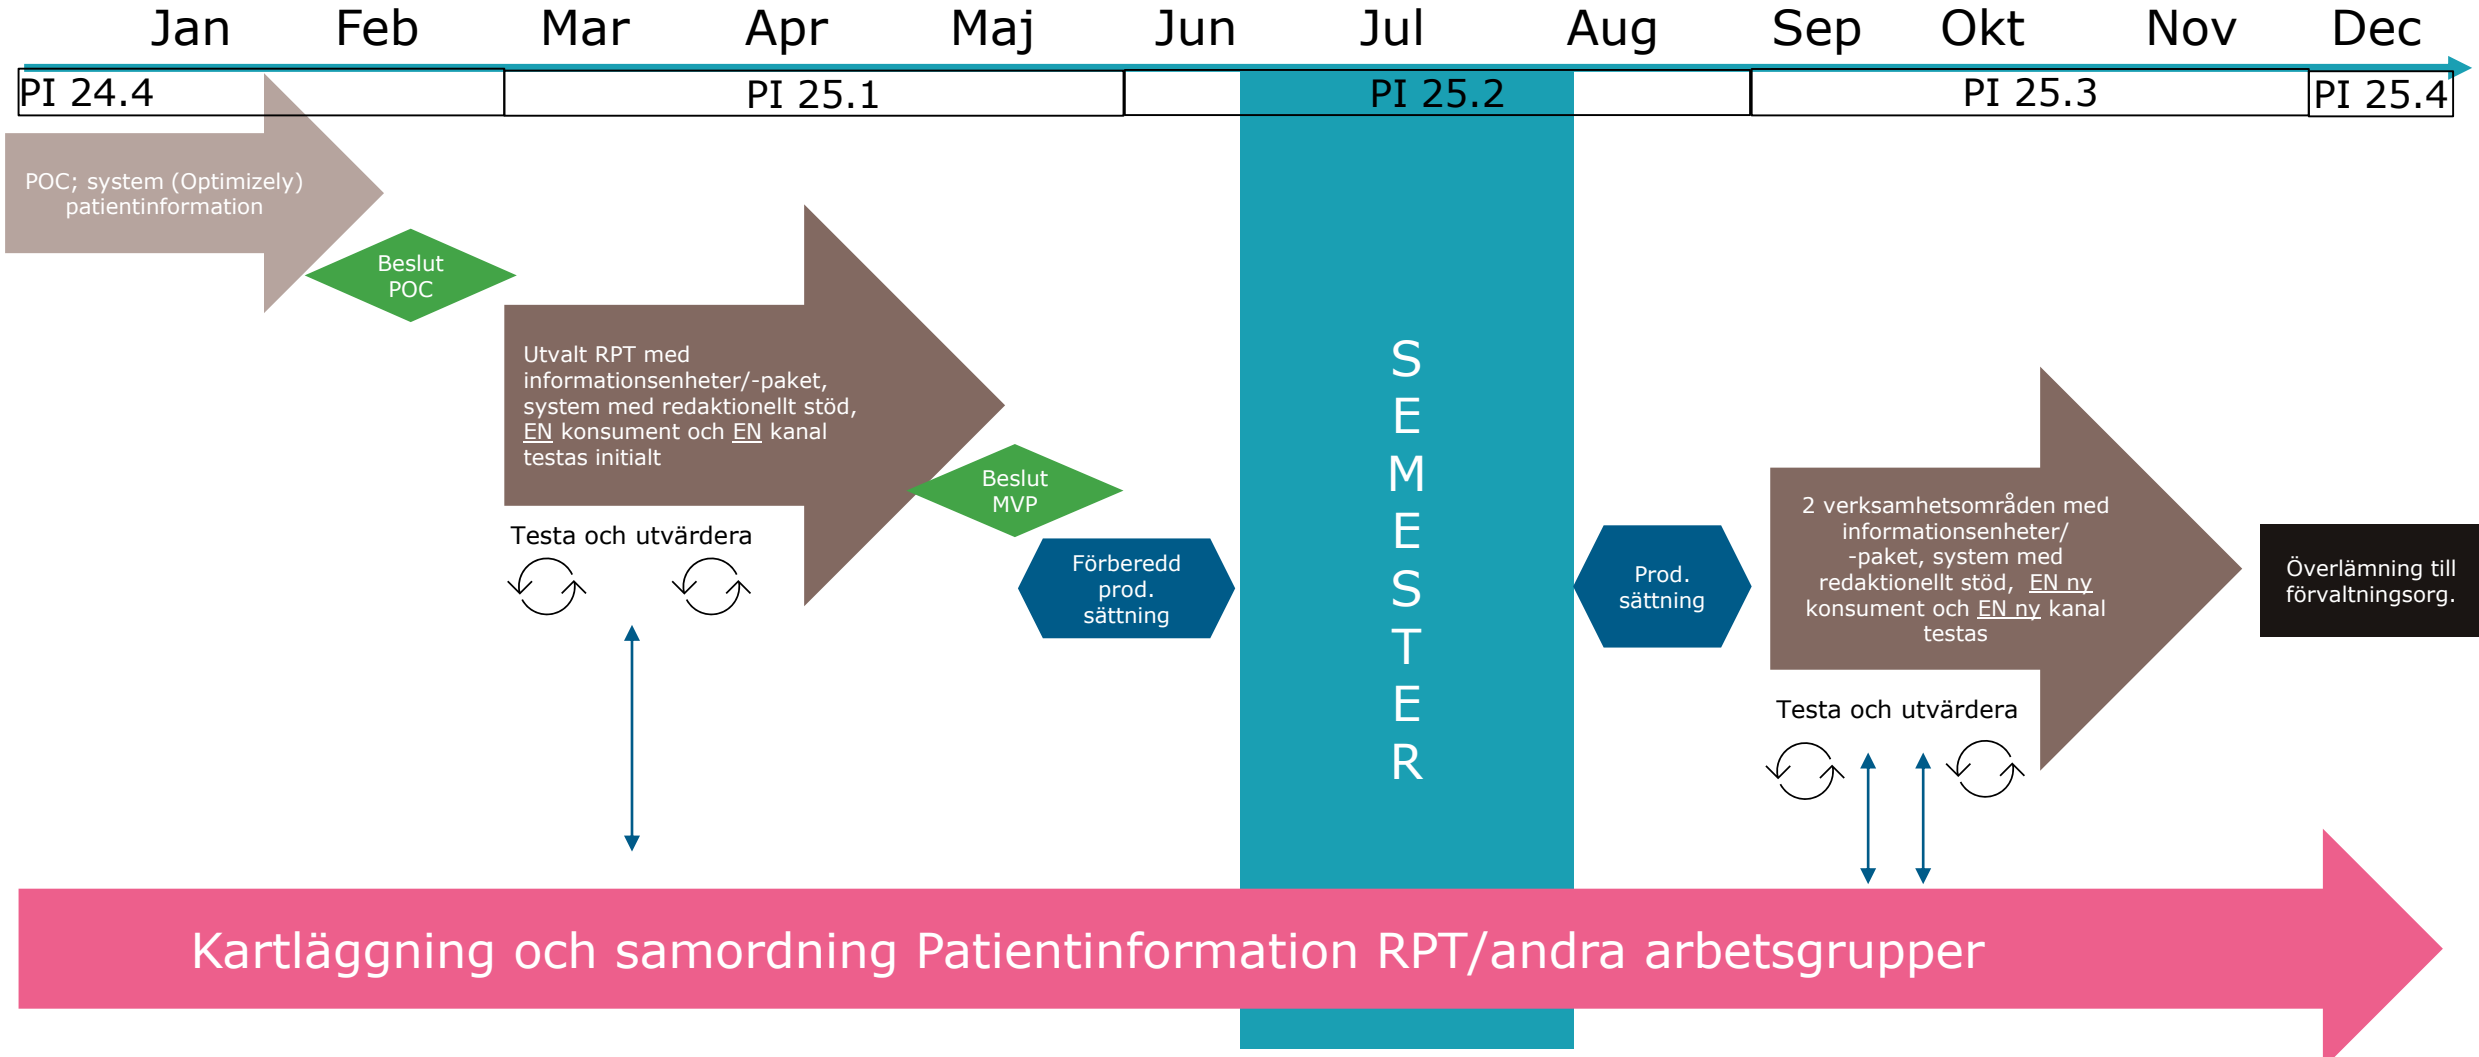 Jan Feb Mar Apr Maj Jun Jul Aug Sep Okt Nov Dec
PI 24.4 PI 25.1 PI 25.2 PI 25.3 PI 25.4
POC; system (Optimizely)
patientinformation
Beslut
POC
Utvalt RPT med
informationsenheter/-paket,
system med redaktionellt stöd,
EN konsument och EN kanal
testas initialt
Testa och utvärdera
Beslut
MVP
Förberedd
prod.
sättning
S
E
M
E
S
T
E
R
Prod.
sättning
2 verksamhetsområden med
informationsenheter/
-paket, system med
redaktionellt stöd, EN ny
konsument och EN ny kanal
testas
Testa och utvärdera
Överlämning till
förvaltningsorg.
Kartläggning och samordning Patientinformation RPT/andra arbetsgrupper